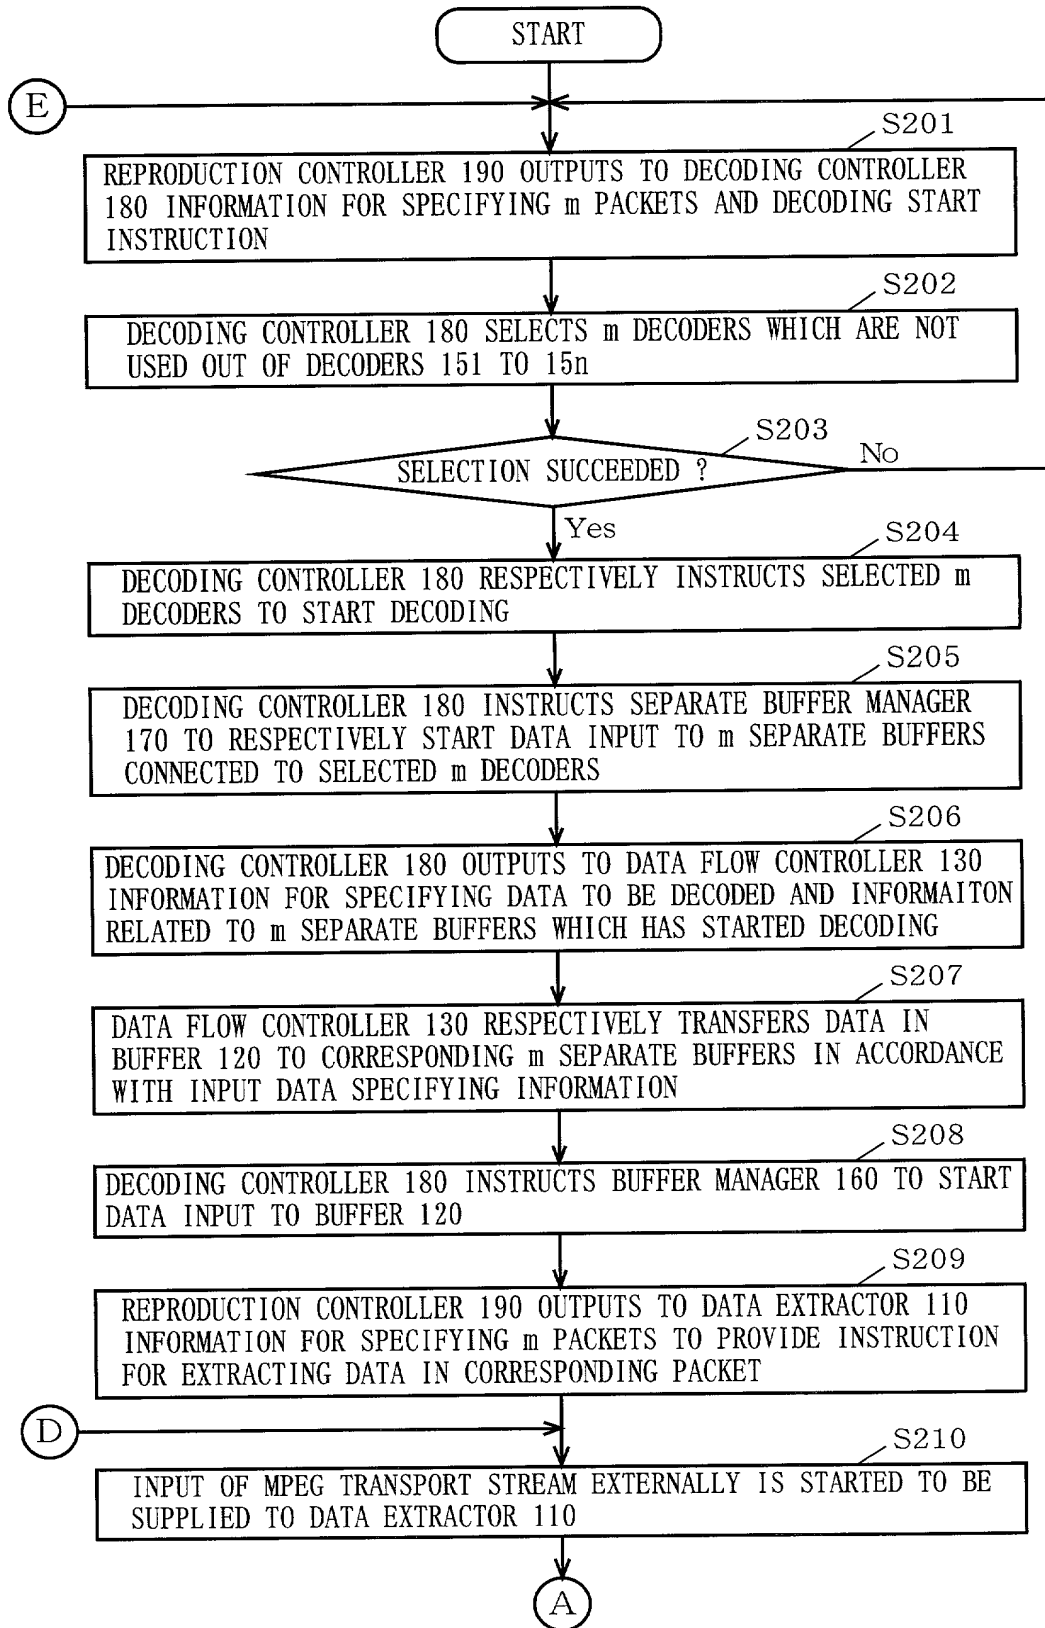 START
E
S201
REPRODUCTION CONTROLLER 190 OUTPUTS TO DECODING CONTROLLER
180 INFORMATION FOR SPECIFYING m PACKETS AND DECODING START
INSTRUCTION
S202
DECODING CONTROLLER 180 SELECTS m DECODERS WHICH ARE NOT
USED OUT OF DECODERS 151 TO 15n
S203
SELECTION SUCCEEDED ?
No
Yes
S204
DECODING CONTROLLER 180 RESPECTIVELY INSTRUCTS SELECTED m
DECODERS TO START DECODING
S205
DECODING CONTROLLER 180 INSTRUCTS SEPARATE BUFFER MANAGER
170 TO RESPECTIVELY START DATA INPUT TO m SEPARATE BUFFERS
CONNECTED TO SELECTED m DECODERS
S206
DECODING CONTROLLER 180 OUTPUTS TO DATA FLOW CONTROLLER 130
INFORMATION FOR SPECIFYING DATA TO BE DECODED AND INFORMAITON
RELATED TO m SEPARATE BUFFERS WHICH HAS STARTED DECODING
S207
DATA FLOW CONTROLLER 130 RESPECTIVELY TRANSFERS DATA IN
BUFFER 120 TO CORRESPONDING m SEPARATE BUFFERS IN ACCORDANCE
WITH INPUT DATA SPECIFYING INFORMATION
S208
DECODING CONTROLLER 180 INSTRUCTS BUFFER MANAGER 160 TO START
DATA INPUT TO BUFFER 120
S209
REPRODUCTION CONTROLLER 190 OUTPUTS TO DATA EXTRACTOR 110
INFORMATION FOR SPECIFYING m PACKETS TO PROVIDE INSTRUCTION
FOR EXTRACTING DATA IN CORRESPONDING PACKET
D
S210
INPUT OF MPEG TRANSPORT STREAM EXTERNALLY IS STARTED TO BE
SUPPLIED TO DATA EXTRACTOR 110
A